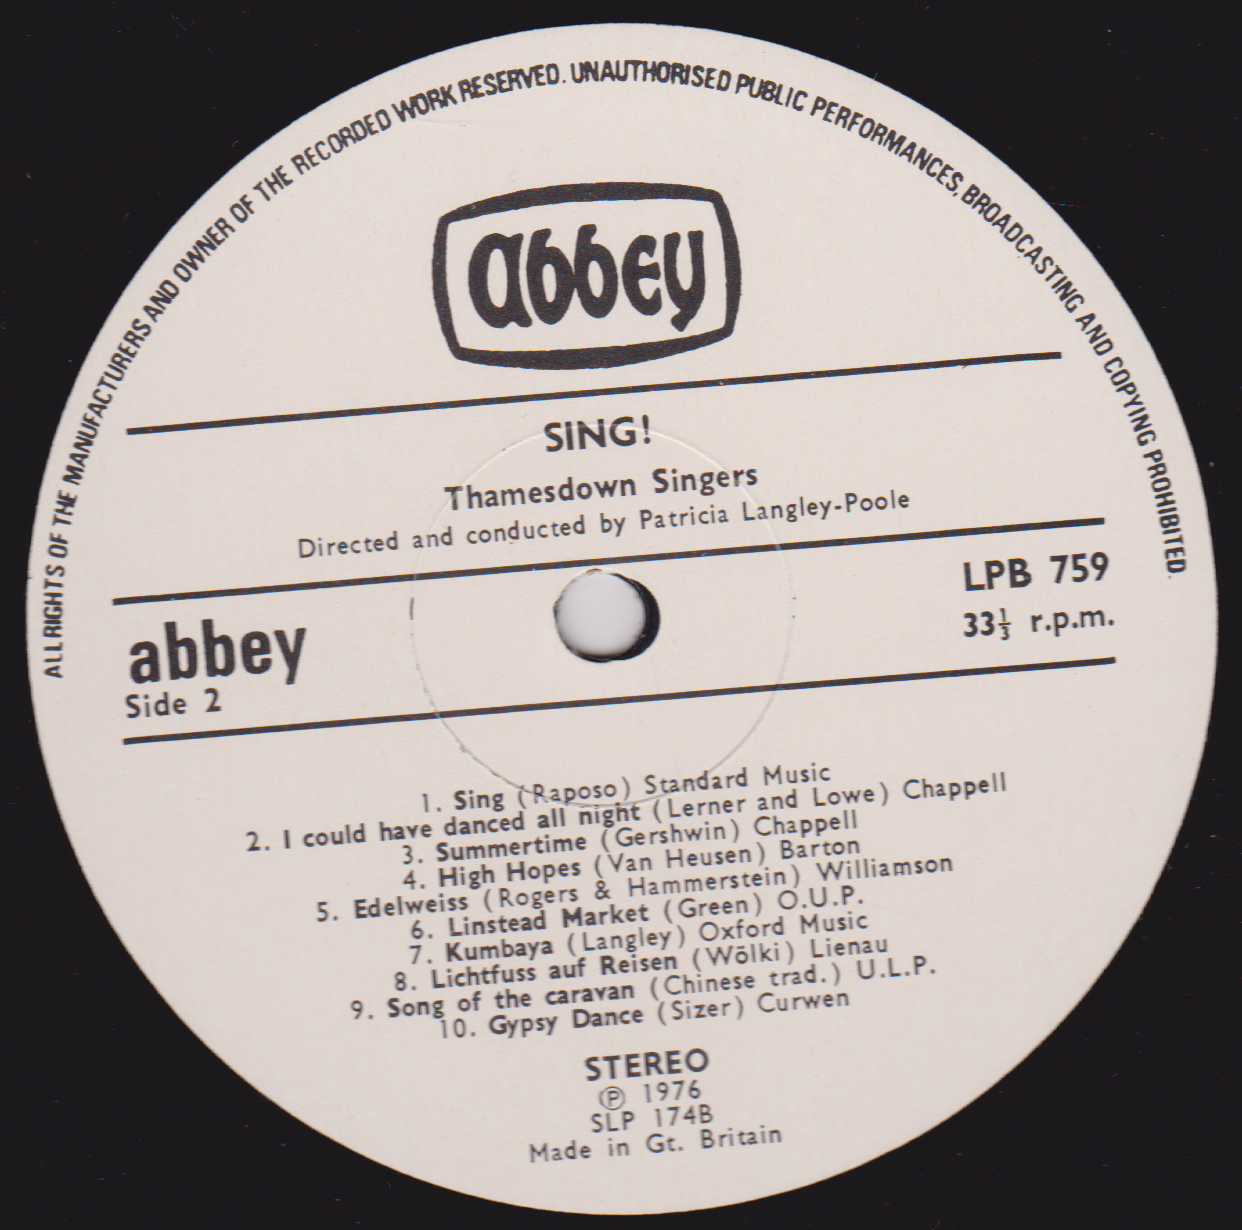 ALL RIGHTS OF THE MANUFACTURERS AND OWNER OF THE RECORDED WORK RESERVED. UNAUTHORISED PUBLIC PERFORMANCES, BROADCASTING AND COPYING PROHIBITED.
abbey
SING!
Thamesdown Singers
Directed and conducted by Patricia Langley-Poole
LPB 759
33⅓ r.p.m.
abbey
Side 2
1. Sing (Raposo) Standard Music
2. I could have danced all night (Lerner and Lowe) Chappell
3. Summertime (Gershwin) Chappell
4. High Hopes (Van Heusen) Barton
5. Edelweiss (Rogers & Hammerstein) Williamson
6. Linstead Market (Green) O.U.P.
7. Kumbaya (Langley) Oxford Music
8. Lichtfuss auf Reisen (Wölki) Lienau
9. Song of the caravan (Chinese trad.) U.L.P.
10. Gypsy Dance (Sizer) Curwen
STEREO
℗ 1976
SLP 174B
Made in Gt. Britain